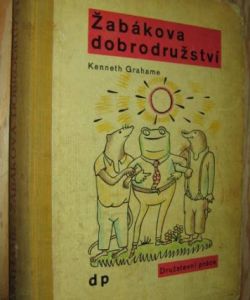 Žabákova
dobrodružství
Kenneth Grahame
Družstevní práce
dp